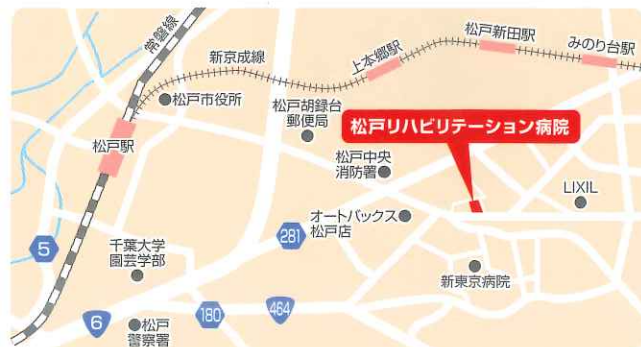 常磐線
新京成線
上本郷駅
松戸新田駅
みのり台駅
松戸市役所
松戸胡録台
郵便局
松戸リハビリテーション病院
松戸駅
松戸中央
消防署
LIXIL
オートバックス
松戸店
5
千葉大学
園芸学部
281
新東京病院
6
180
464
松戸
警察署